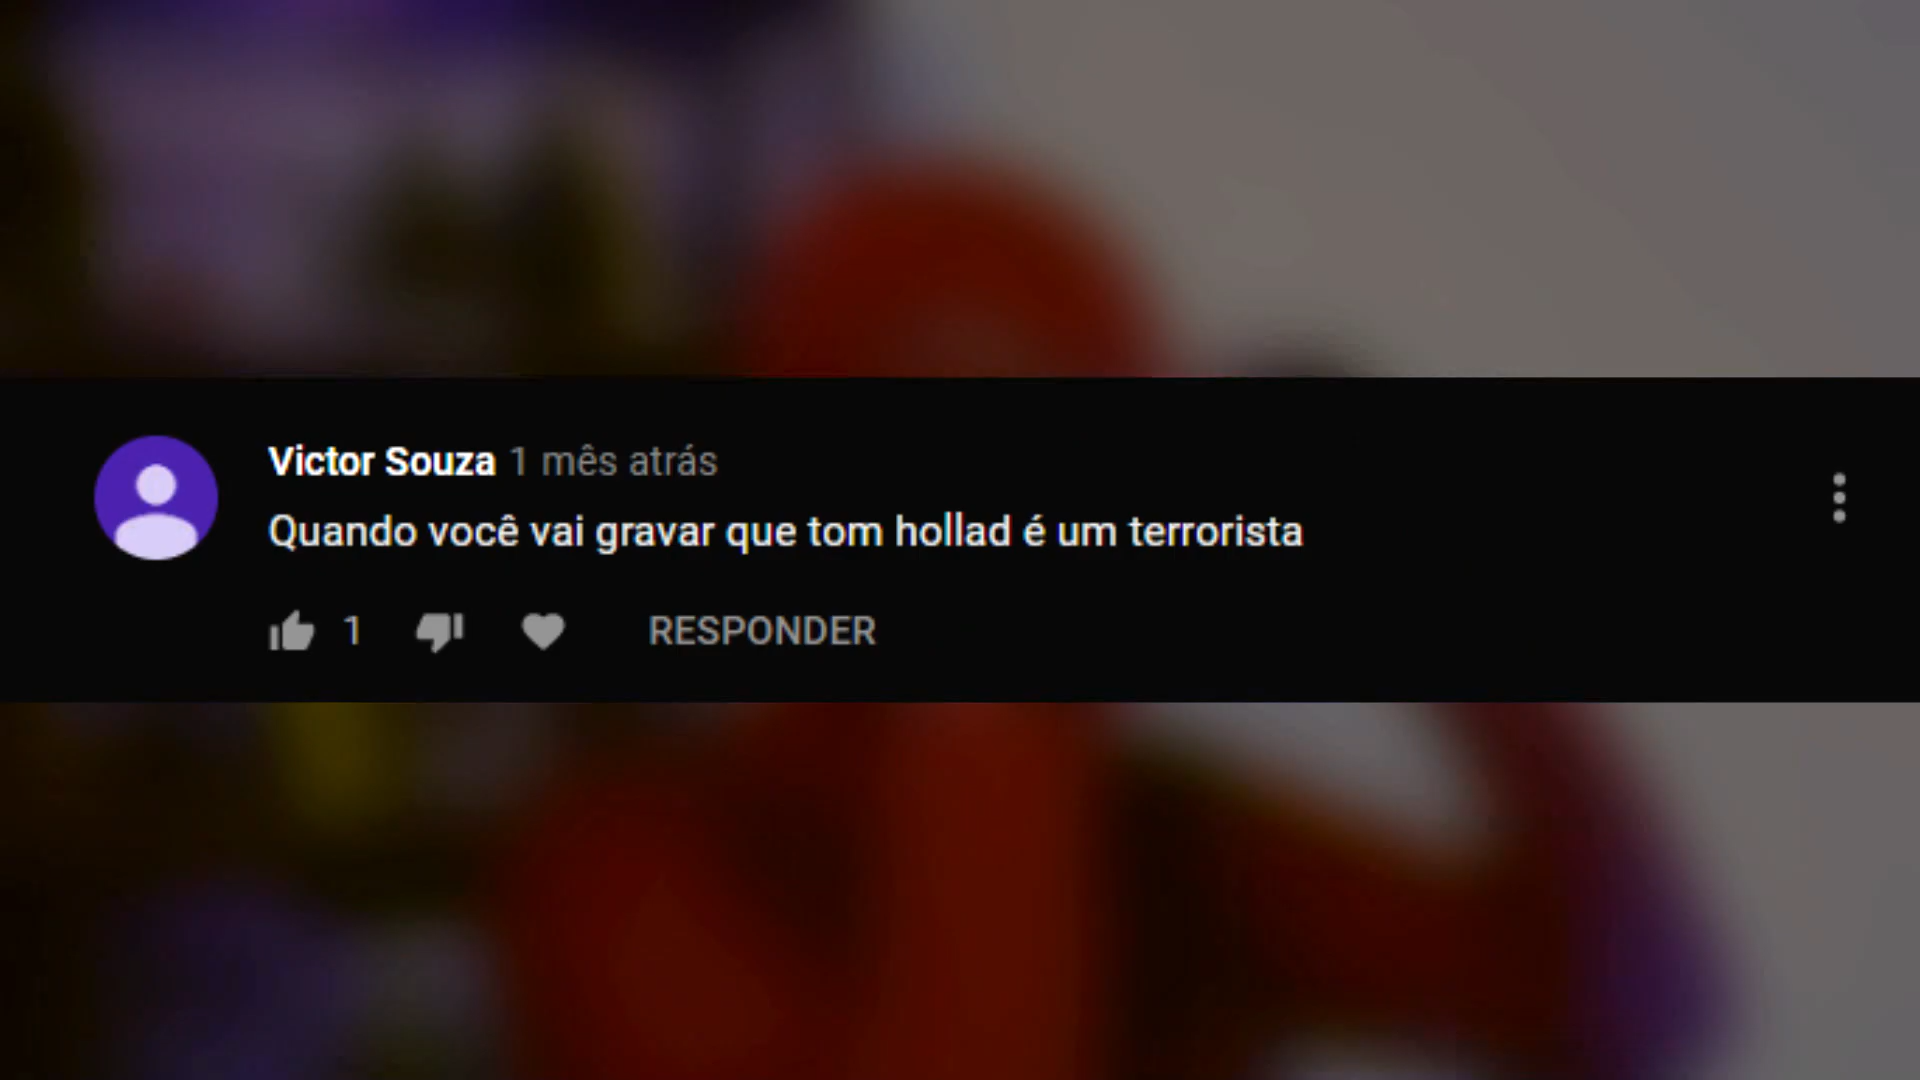 Victor Souza 1 mês atrás
Quando você vai gravar que tom hollad é um terrorista
1 RESPONDER